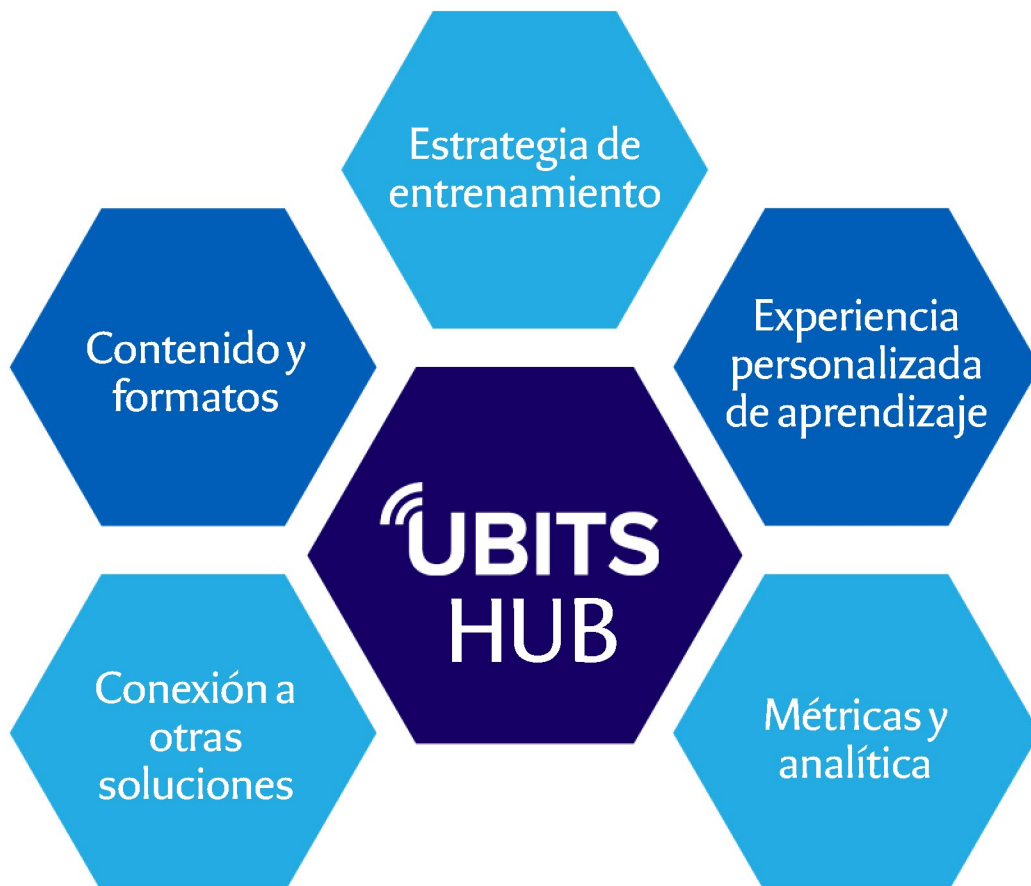 Estrategia de
entrenamiento
Contenido y
formatos
Experiencia
personalizada
de aprendizaje
UBITS
HUB
Conexión a
otras
soluciones
Métricas y
analítica